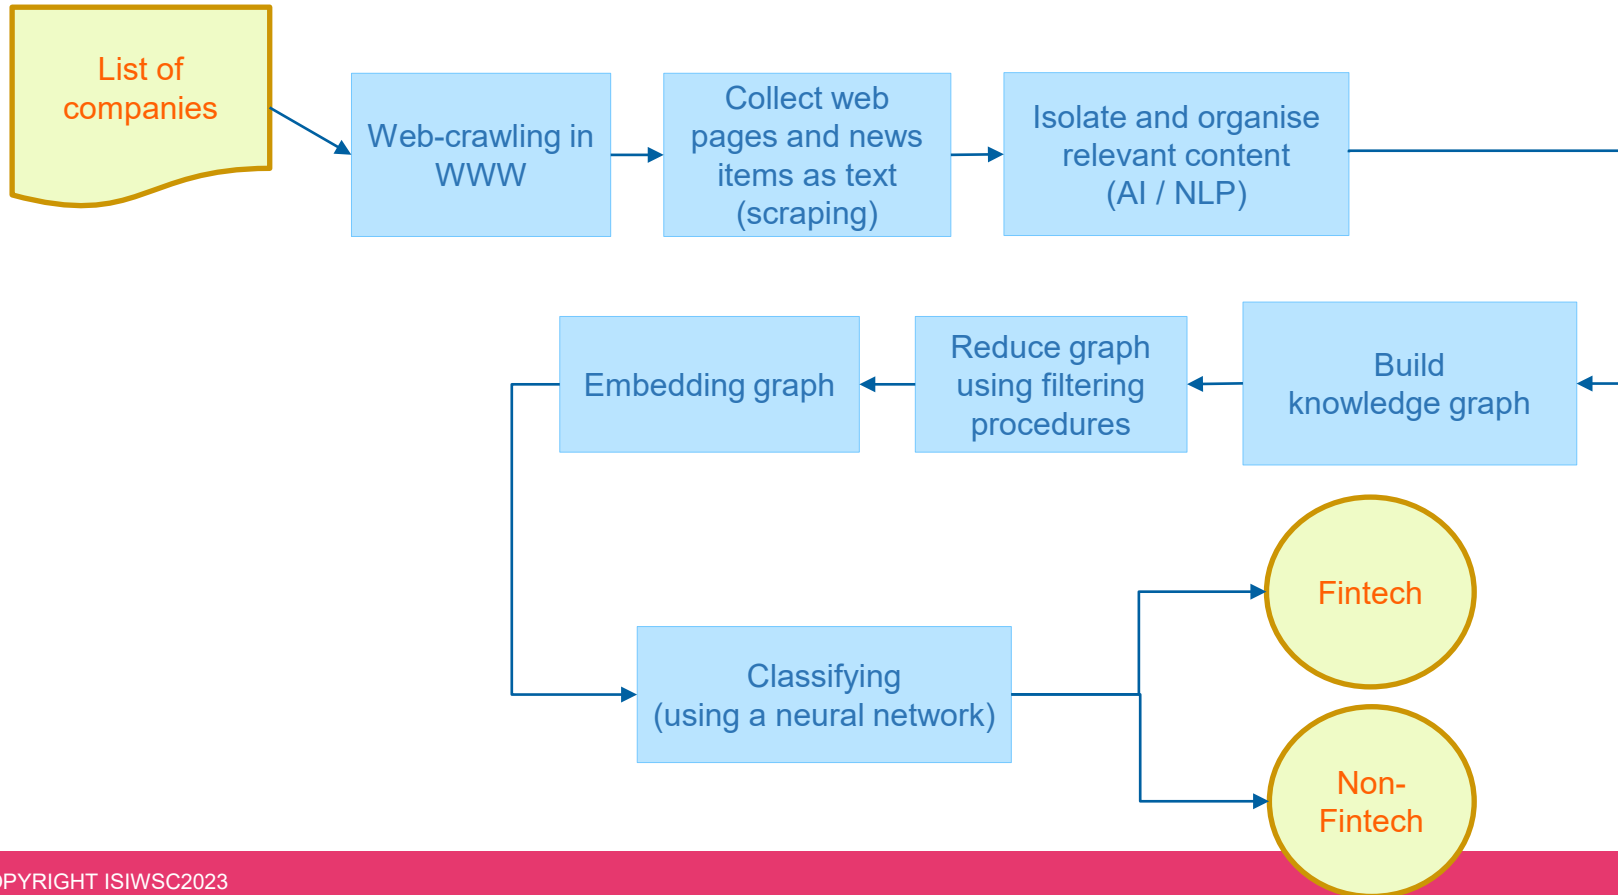 List of
companies
Web-crawling in
WWW
Collect web
pages and news
items as text
(scraping)
Isolate and organise
relevant content
(AI / NLP)
Build
knowledge graph
Reduce graph
using filtering
procedures
Embedding graph
Classifying
(using a neural network)
Fintech
Non-
Fintech
OPYRIGHT ISIWSC2023